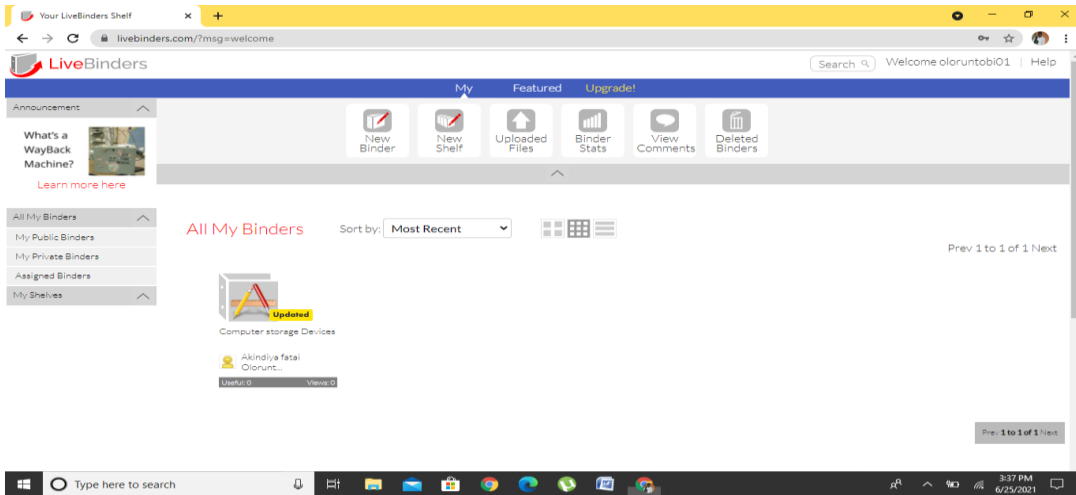 Your LiveBinders Shelf
livebinders.com/?msg=welcome
LiveBinders
Search
Welcome oloruntobi01 | Help
My Featured Upgrade!
Announcement
What's a
WayBack
Machine?
Learn more here
New
Binder
New
Shelf
Uploaded
Files
Binder
Stats
View
Comments
Deleted
Binders
All My Binders
My Public Binders
My Private Binders
Assigned Binders
My Shelves
All My Binders
Sort by: Most Recent
Prev 1 to 1 of 1 Next
Updated
Computer storage Devices
Akindiya fatai
Olorunt...
Useful: 0 Views: 0
Prev 1 to 1 of 1 Next
Type here to search
3:37 PM
6/25/2021